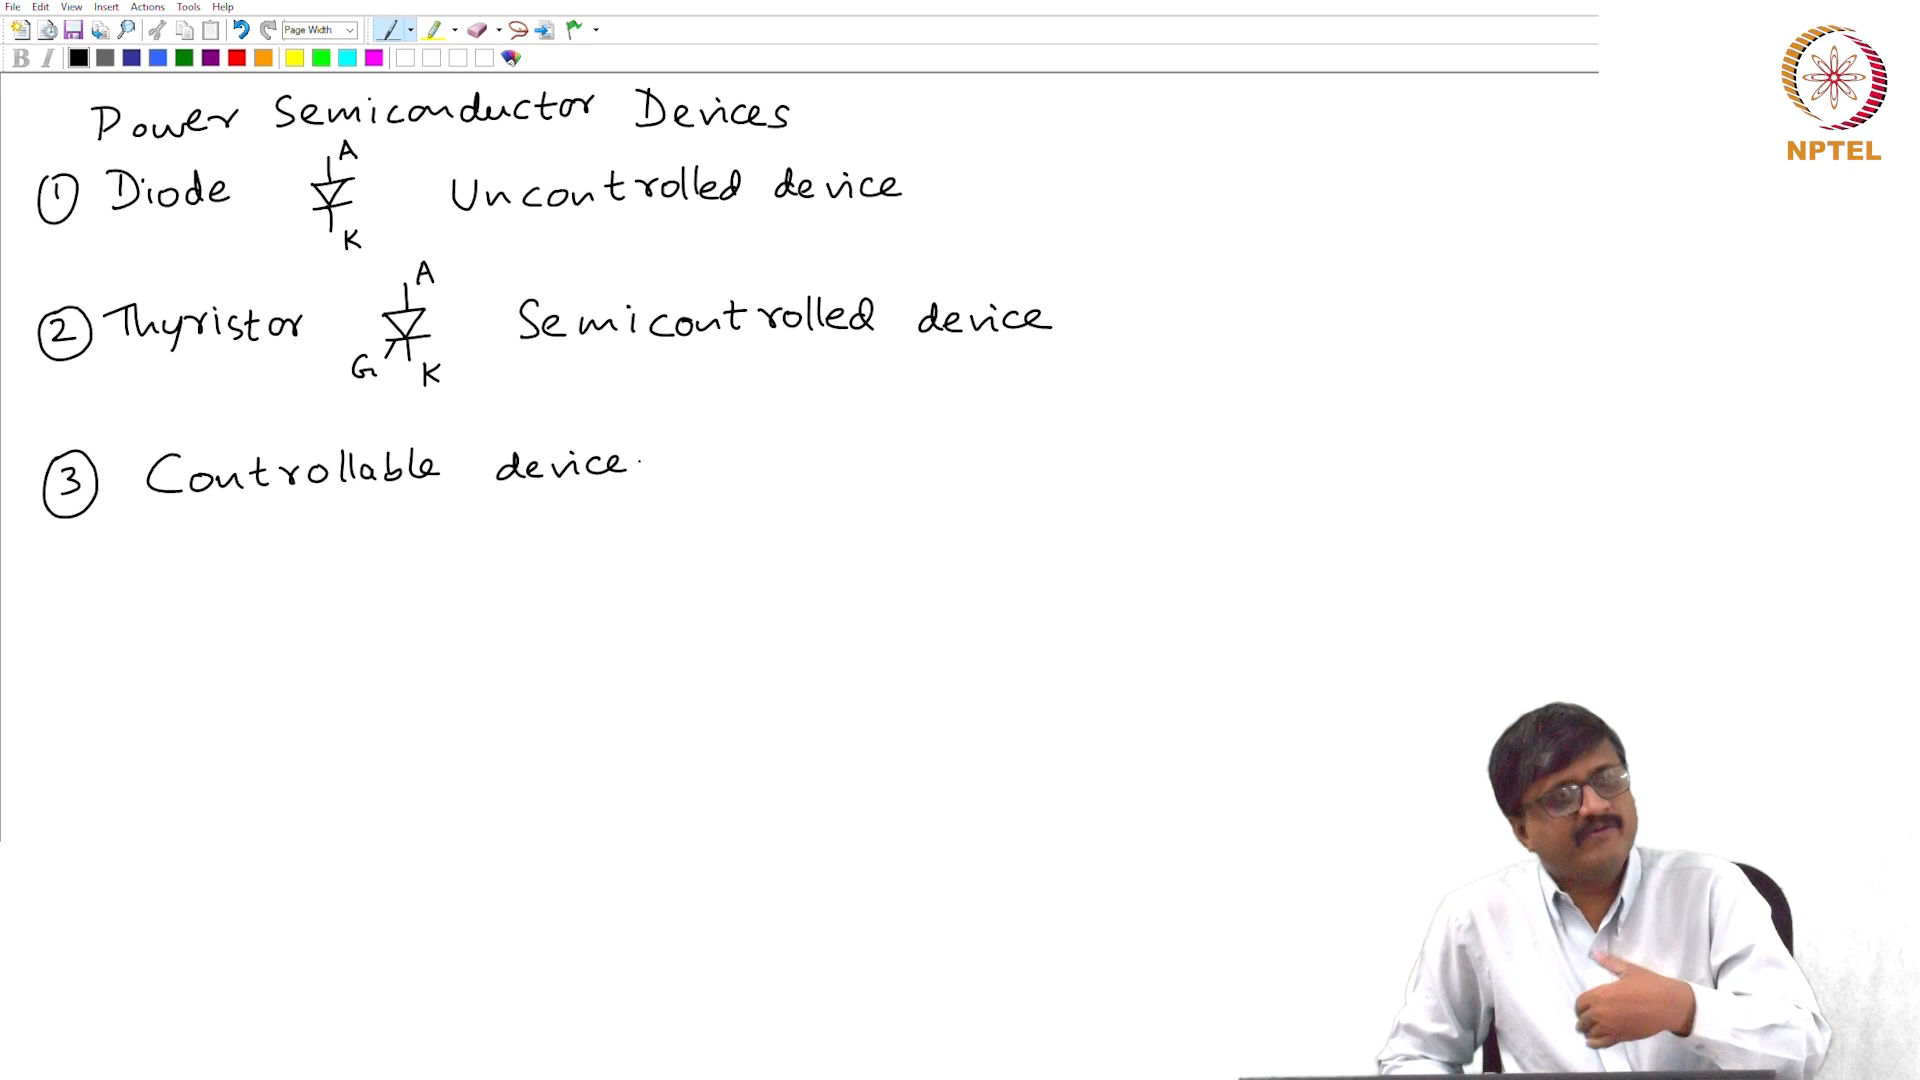 File Edit View Insert Actions Tools Help
Page Width
B I
NPTEL
Power Semiconductor Devices
① Diode A K Uncontrolled device
② Thyristor A G K Semicontrolled device
③ Controllable device.